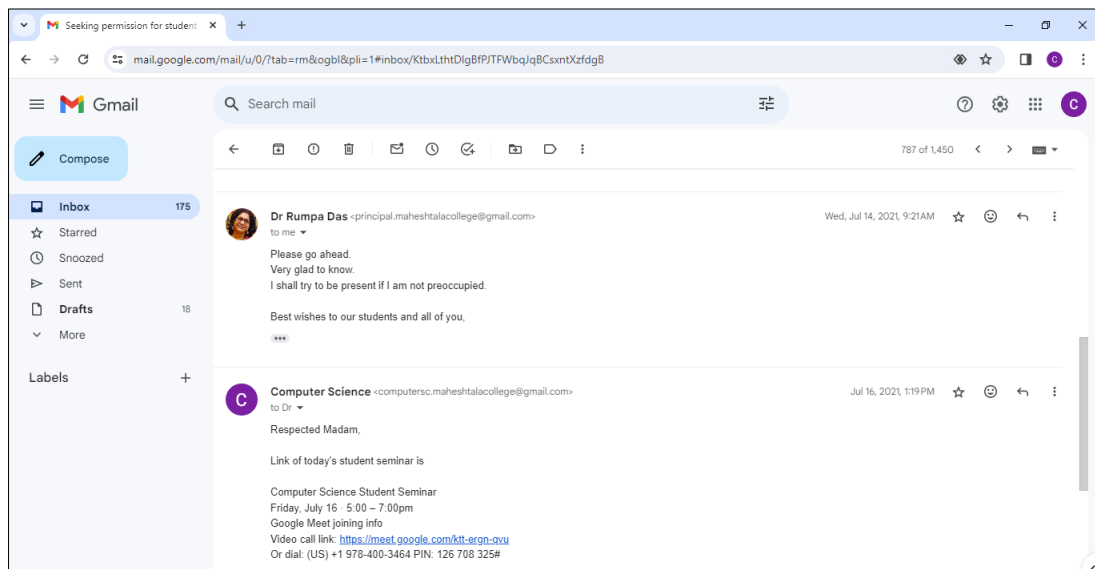 Seeking permission for student
mail.google.com/mail/u/0/?tab=rm&ogbl&pli=1#inbox/KtbxLthtDlgBfPJTFWbqJqBCsxntXzfdgB
C
Gmail
Search mail
C
Compose
787 of 1,450
Inbox 175
Starred
Snoozed
Sent
Drafts 18
More
Labels
Dr Rumpa Das <principal.maheshtalacollege@gmail.com> Wed, Jul 14, 2021, 9:21 AM
to me
Please go ahead.
Very glad to know.
I shall try to be present if I am not preoccupied.
Best wishes to our students and all of you,
C
Computer Science <computersc.maheshtalacollege@gmail.com> Jul 16, 2021, 1:19 PM
to Dr
Respected Madam,
Link of today's student seminar is
Computer Science Student Seminar
Friday, July 16 · 5:00 – 7:00pm
Google Meet joining info
Video call link: https://meet.google.com/ktt-ergn-qvu
Or dial: (US) +1 978-400-3464 PIN: 126 708 325#